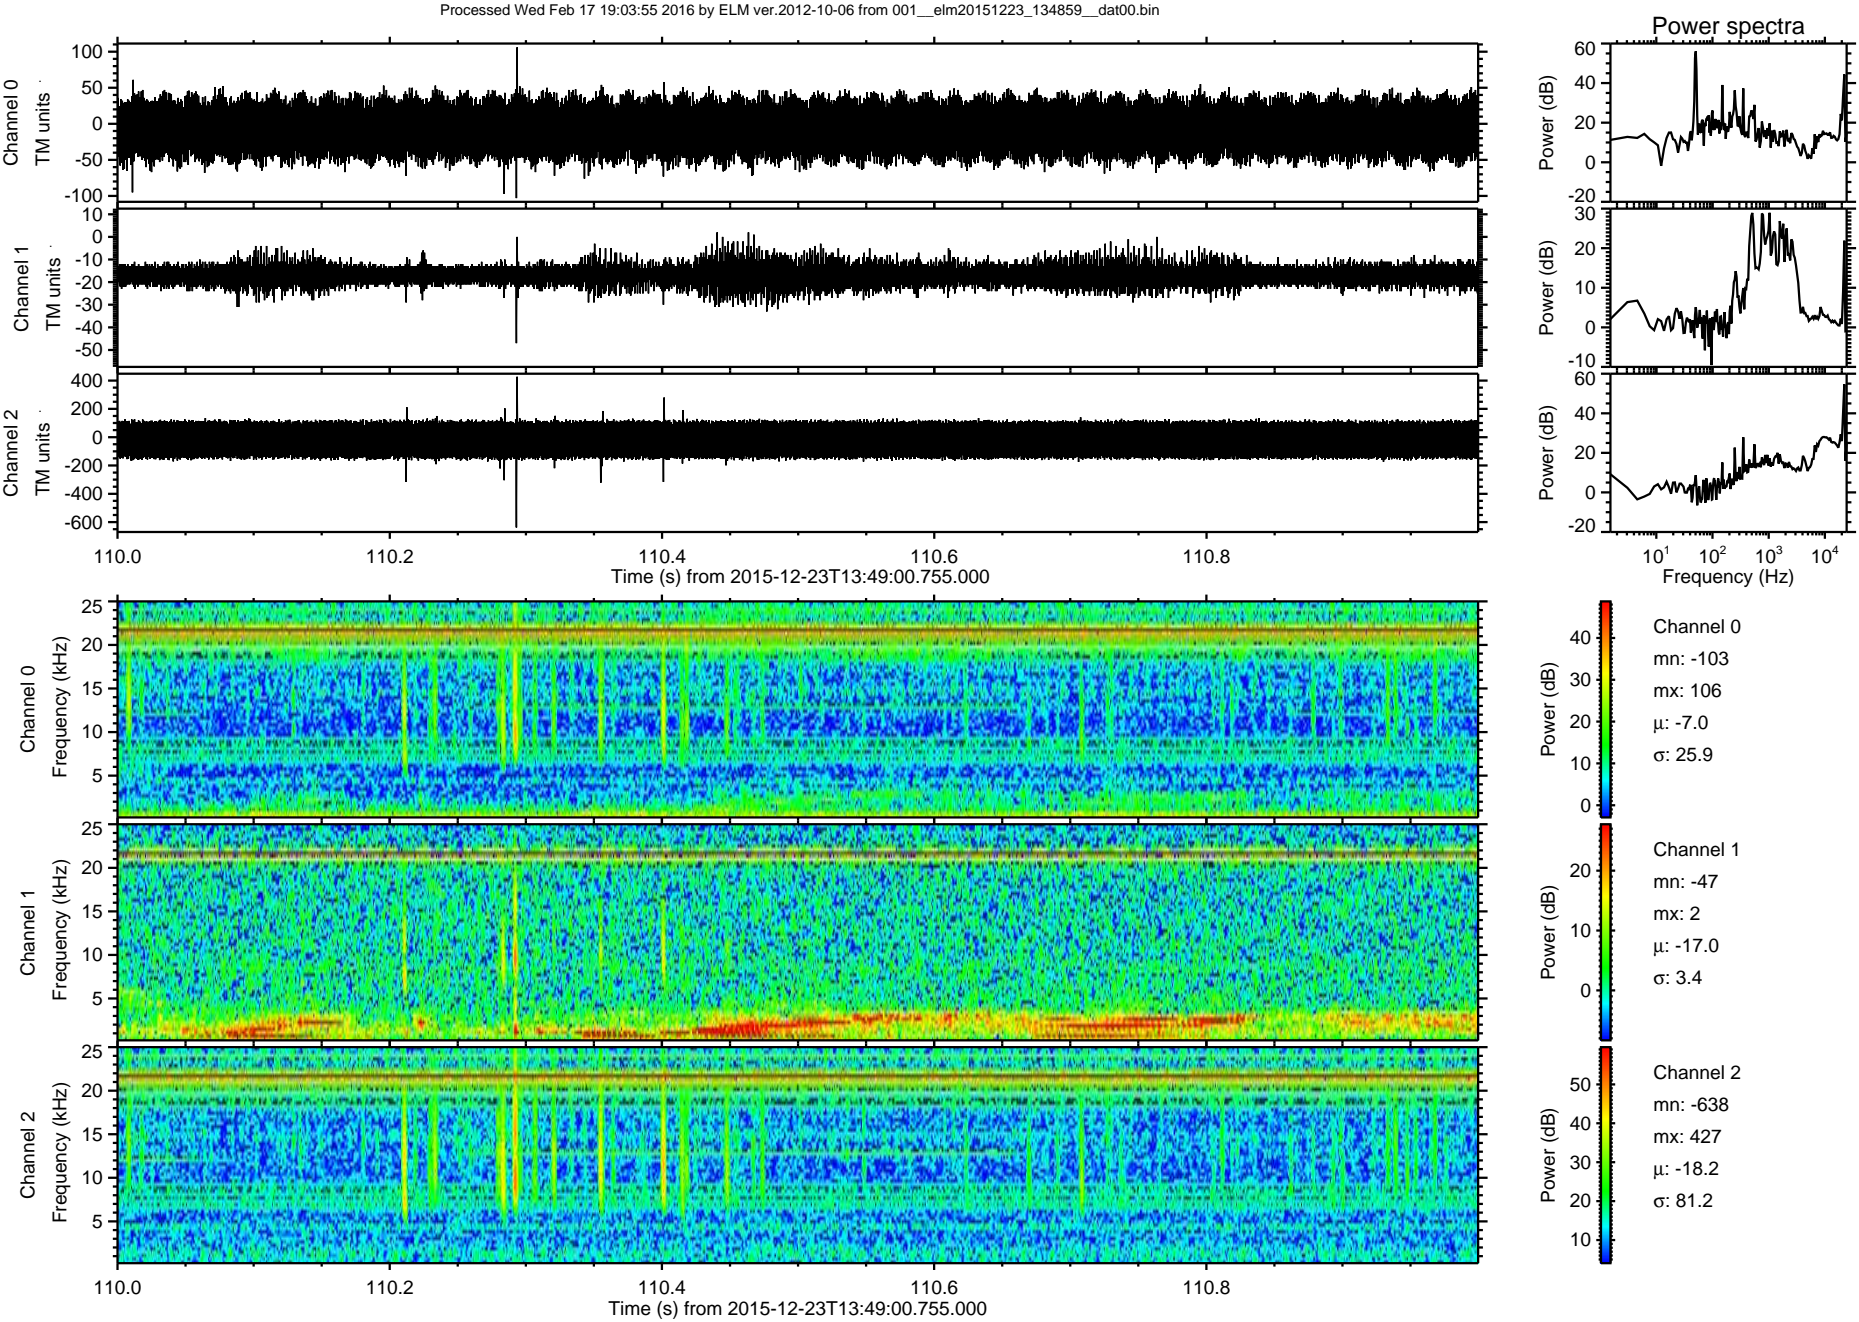 Processed Wed Feb 17 19:03:55 2016 by ELM ver.2012-10-06 from 001__elm20151223_134859__dat00.bin
Power spectra
Channel 0
TM units
100
50
0
-50
-100
Power (dB)
60
40
20
0
-20
Channel 1
TM units
10
0
-10
-20
-30
-40
-50
Power (dB)
30
20
10
0
-10
Channel 2
TM units
400
200
0
-200
-400
-600
Power (dB)
60
40
20
0
-20
110.0 110.2 110.4 110.6 110.8
Time (s) from 2015-12-23T13:49:00.755.000
10¹ 10² 10³ 10⁴
Frequency (Hz)
Channel 0
Frequency (kHz)
25
20
15
10
5
Power (dB)
40
30
20
10
0
Channel 0
mn: -103
mx: 106
μ: -7.0
σ: 25.9
Channel 1
Frequency (kHz)
25
20
15
10
5
Power (dB)
20
10
0
Channel 1
mn: -47
mx: 2
μ: -17.0
σ: 3.4
Channel 2
Frequency (kHz)
25
20
15
10
5
Power (dB)
50
40
30
20
10
Channel 2
mn: -638
mx: 427
μ: -18.2
σ: 81.2
110.0 110.2 110.4 110.6 110.8
Time (s) from 2015-12-23T13:49:00.755.000